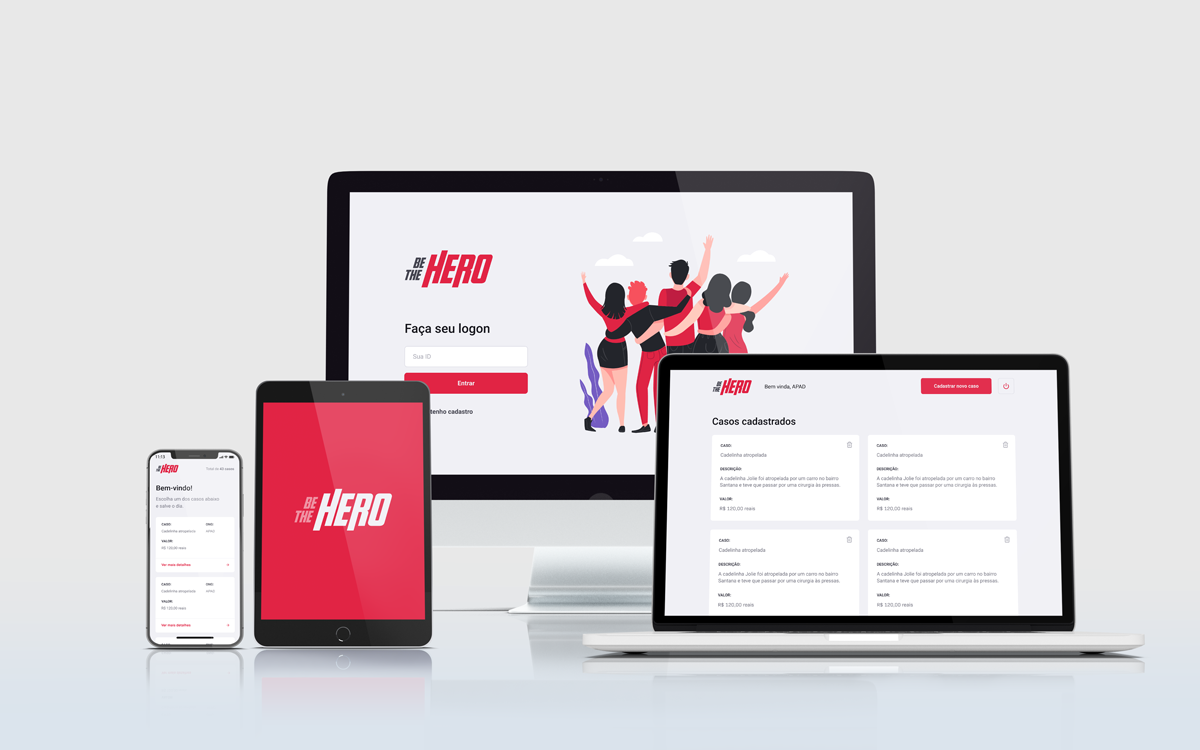 BE
THE
HERO
Faça seu logon
Sua ID
Entrar
tenho cadastro
BE
THE
HERO
Bem vinda, APAD
Cadastrar novo caso
Casos cadastrados
CASO:
Cadelinha atropelada
DESCRIÇÃO:
A cadelinha Jolie foi atropelada por um carro no bairro
Santana e teve que passar por uma cirurgia às pressas.
VALOR:
R$ 120,00 reais
CASO:
Cadelinha atropelada
DESCRIÇÃO:
A cadelinha Jolie foi atropelada por um carro no bairro
Santana e teve que passar por uma cirurgia às pressas.
VALOR:
R$ 120,00 reais
CASO:
Cadelinha atropelada
DESCRIÇÃO:
A cadelinha Jolie foi atropelada por um carro no bairro
Santana e teve que passar por uma cirurgia às pressas.
VALOR:
R$ 120,00 reais
CASO:
Cadelinha atropelada
DESCRIÇÃO:
A cadelinha Jolie foi atropelada por um carro no bairro
Santana e teve que passar por uma cirurgia às pressas.
VALOR:
R$ 120,00 reais
BE
THE
HERO
11:13
BE
THE
HERO
Total de 43 casos
Bem-vindo!
Escolha um dos casos abaixo
e salve o dia.
CASO:
Cadelinha atropelada
ONG:
APAD
VALOR:
R$ 120,00 reais
Ver mais detalhes
CASO:
Cadelinha atropelada
ONG:
APAD
VALOR:
R$ 120,00 reais
Ver mais detalhes